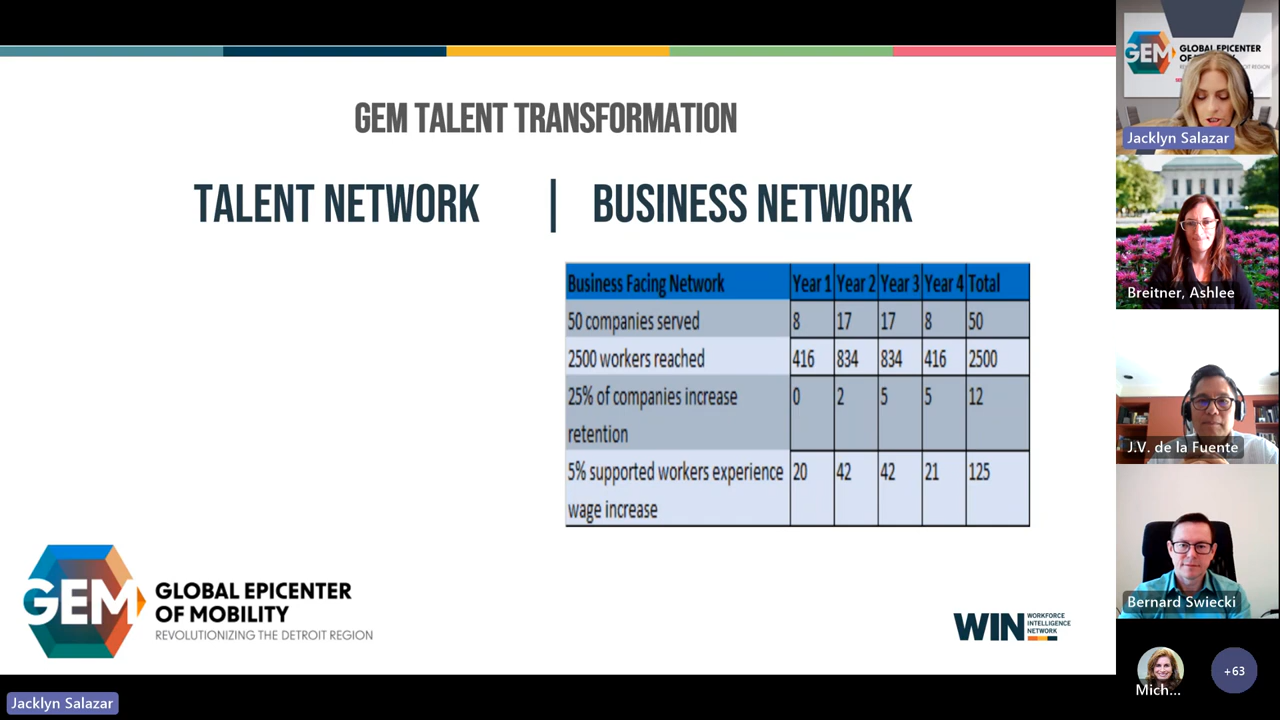 GEM TALENT TRANSFORMATION
TALENT NETWORK | BUSINESS NETWORK
Business Facing Network Year 1 Year 2 Year 3 Year 4 Total
50 companies served 8 17 17 8 50
2500 workers reached 416 834 834 416 2500
25% of companies increase
retention 0 2 5 5 12
5% supported workers experience
wage increase 20 42 42 21 125
GEM
GLOBAL EPICENTER
OF MOBILITY
REVOLUTIONIZING THE DETROIT REGION
WIN
WORKFORCE
INTELLIGENCE
NETWORK
Jacklyn Salazar
GEM
GLOBAL EPICENTER
Jacklyn Salazar
Breitner, Ashlee
J.V. de la Fuente
Bernard Swiecki
Mich...
+63